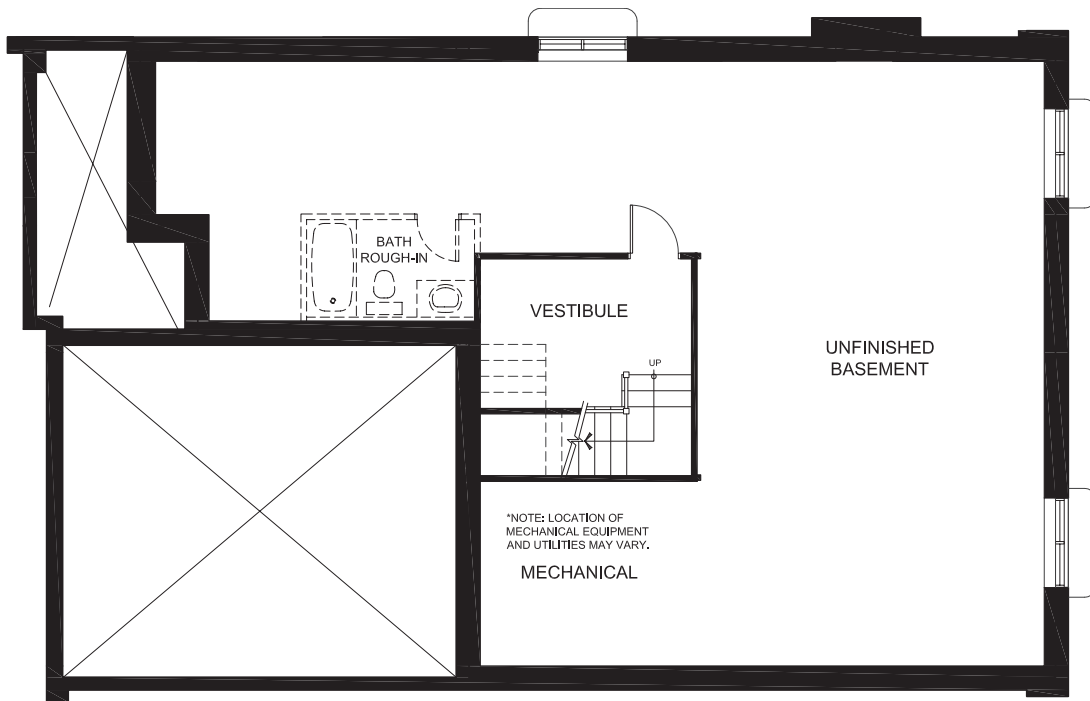 BATH
ROUGH-IN
VESTIBULE
UP
UNFINISHED
BASEMENT
*NOTE: LOCATION OF
MECHANICAL EQUIPMENT
AND UTILITIES MAY VARY.
MECHANICAL